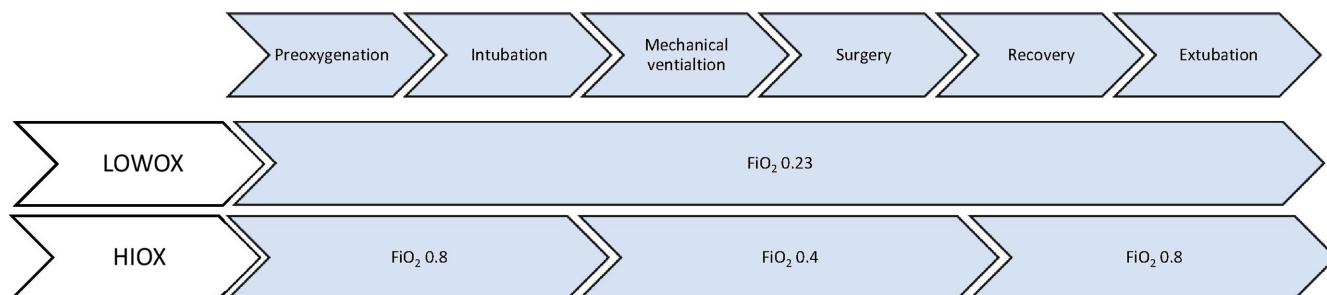 Preoxygenation
Intubation
Mechanical
ventialtion
Surgery
Recovery
Extubation
LOWOX
FiO₂ 0.23
HIOX
FiO₂ 0.8
FiO₂ 0.4
FiO₂ 0.8